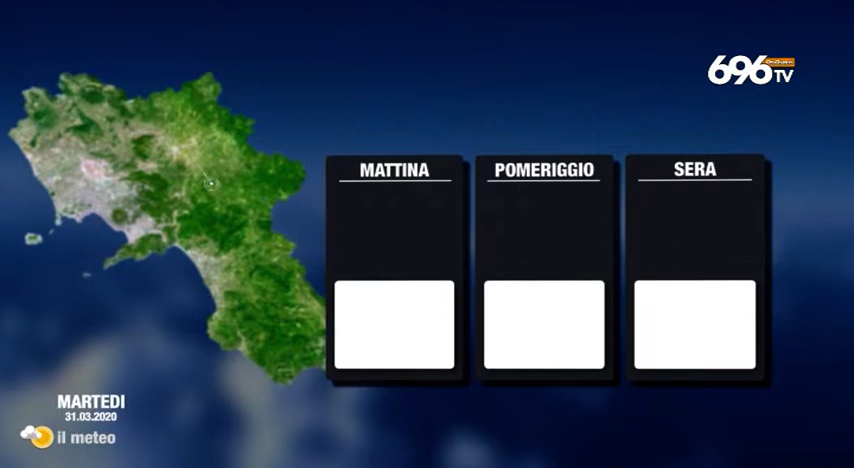 696
TV
MATTINA
POMERIGGIO
SERA
MARTEDI
31.03.2020
il meteo